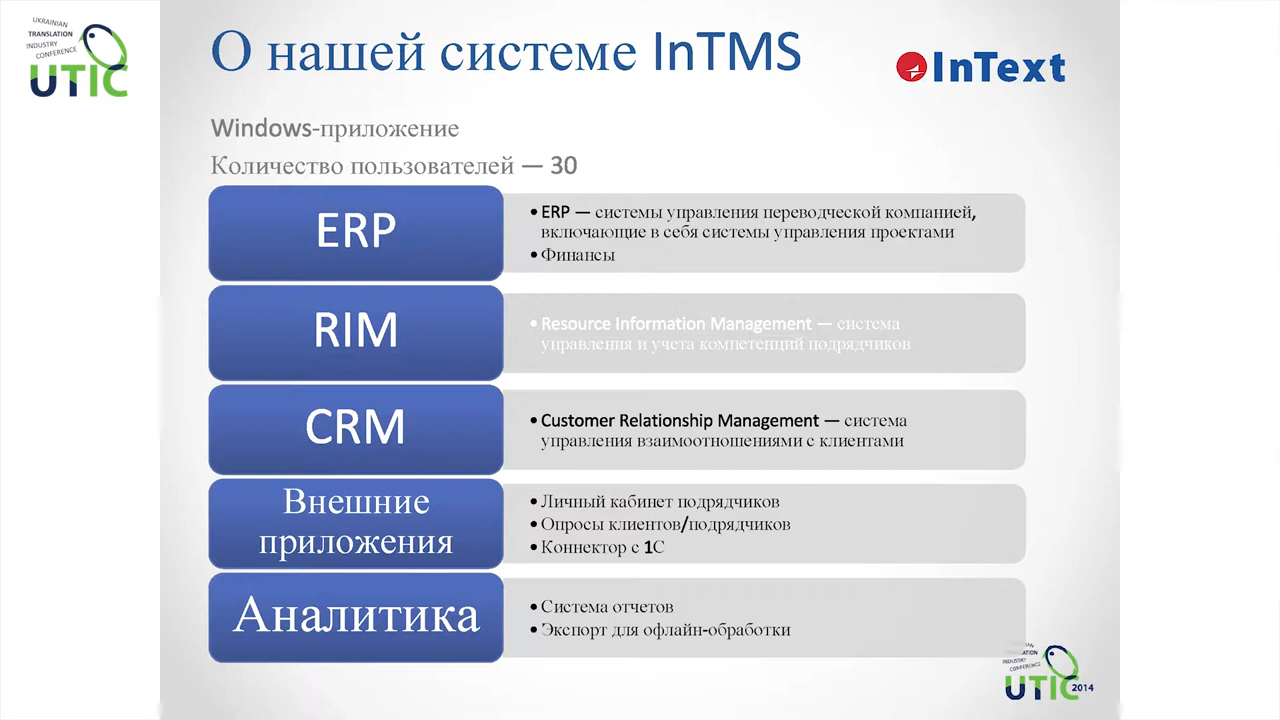 UKRAINIAN
TRANSLATION
INDUSTRY
CONFERENCE
UTIC
О нашей системе InTMS
InText
Windows-приложение
Количество пользователей — 30
ERP
• ERP — системы управления переводческой компанией,
включающие в себя системы управления проектами
• Финансы
RIM
• Resource Information Management — система
управления и учета компетенций подрядчиков
CRM
• Customer Relationship Management — система
управления взаимоотношениями с клиентами
Внешние
приложения
• Личный кабинет подрядчиков
• Опросы клиентов/подрядчиков
• Коннектор с 1С
Аналитика
• Система отчетов
• Экспорт для офлайн-обработки
INDUSTRY
CONFERENCE
UTIC 2014